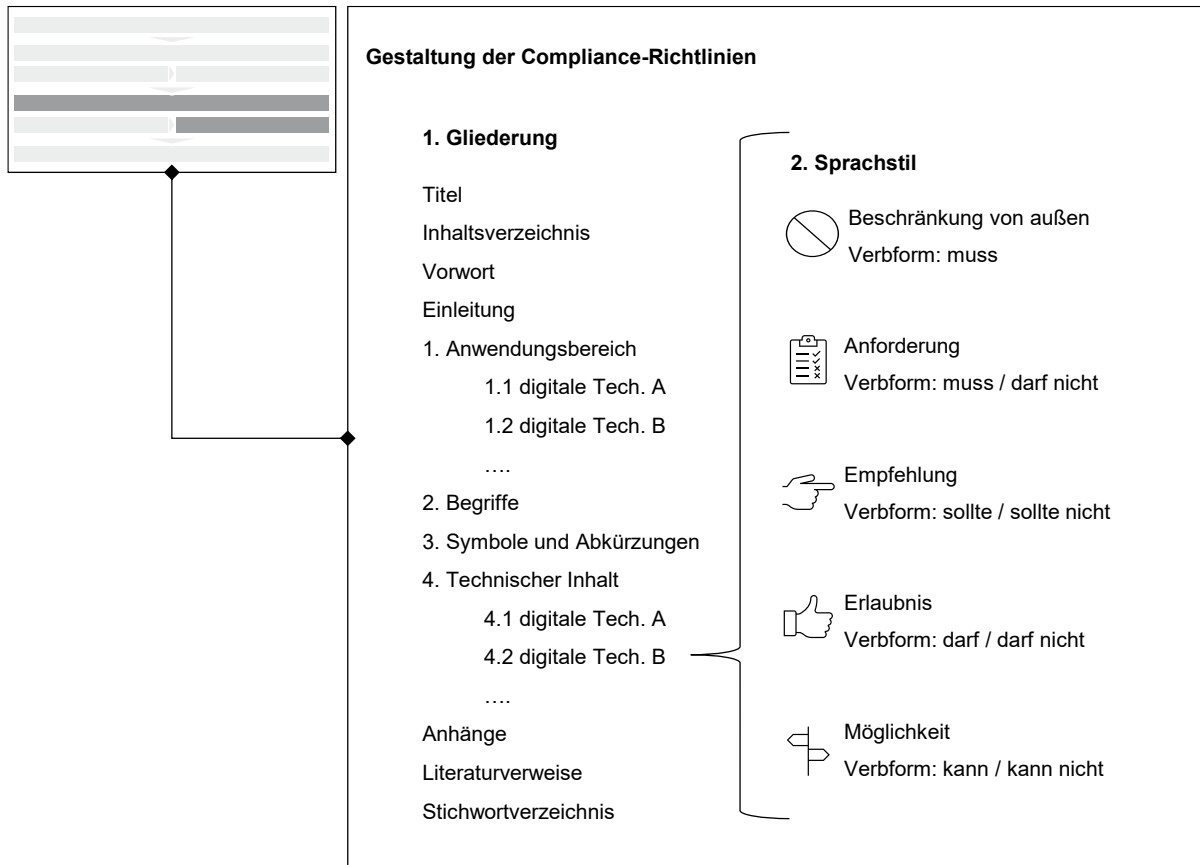 Gestaltung der Compliance-Richtlinien
1. Gliederung
Titel
Inhaltsverzeichnis
Vorwort
Einleitung
1. Anwendungsbereich
1.1 digitale Tech. A
1.2 digitale Tech. B
….
2. Begriffe
3. Symbole und Abkürzungen
4. Technischer Inhalt
4.1 digitale Tech. A
4.2 digitale Tech. B
….
Anhänge
Literaturverweise
Stichwortverzeichnis
2. Sprachstil
Beschränkung von außen
Verbform: muss
Anforderung
Verbform: muss / darf nicht
Empfehlung
Verbform: sollte / sollte nicht
Erlaubnis
Verbform: darf / darf nicht
Möglichkeit
Verbform: kann / kann nicht